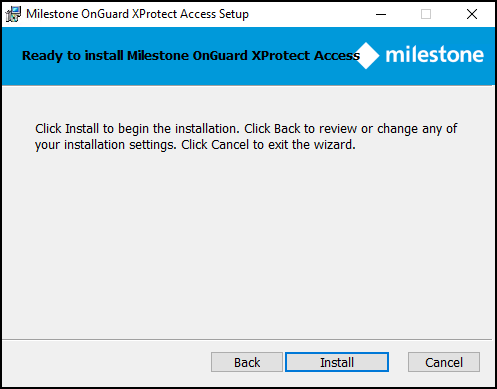 Milestone OnGuard XProtect Access Setup
Ready to install Milestone OnGuard XProtect Access
milestone
Click Install to begin the installation. Click Back to review or change any of
your installation settings. Click Cancel to exit the wizard.
Back
Install
Cancel